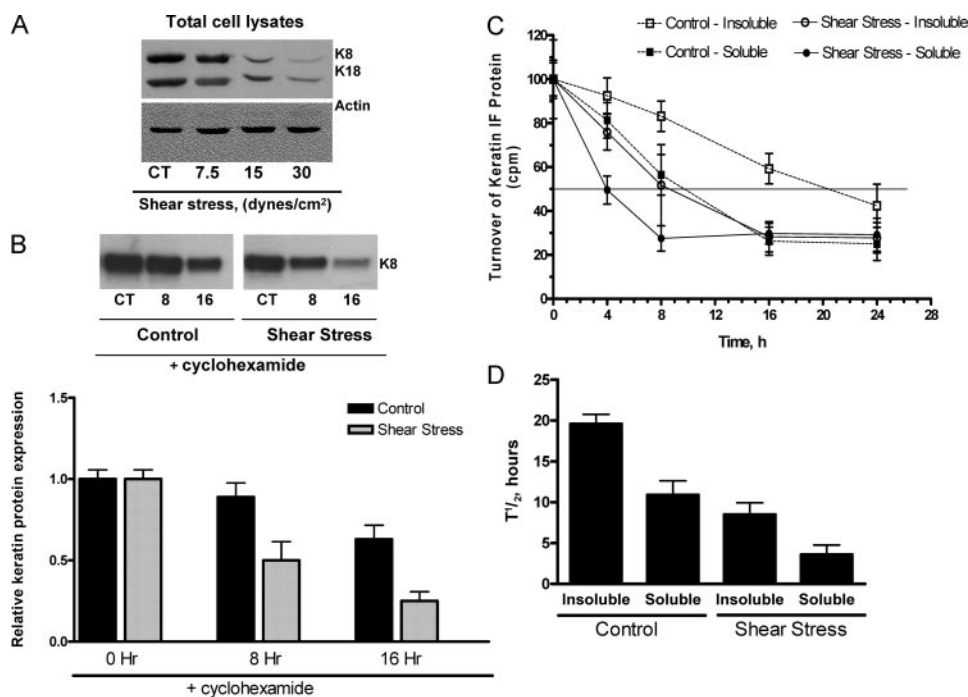 A
Total cell lysates
K8
K18
Actin
CT 7.5 15 30
Shear stress, (dynes/cm²)
B
K8
CT 8 16 CT 8 16
Control Shear Stress
+ cyclohexamide
Relative keratin protein expression
1.5
1.0
0.5
0.0
Control
Shear Stress
0 Hr 8 Hr 16 Hr
+ cyclohexamide
C
Control - Insoluble Shear Stress - Insoluble
Control - Soluble Shear Stress - Soluble
Turnover of Keratin IF Protein
(cpm)
120
100
80
60
40
20
0
0 4 8 12 16 20 24 28
Time, h
D
T¹/₂, hours
25
20
15
10
5
0
Insoluble Soluble Insoluble Soluble
Control Shear Stress